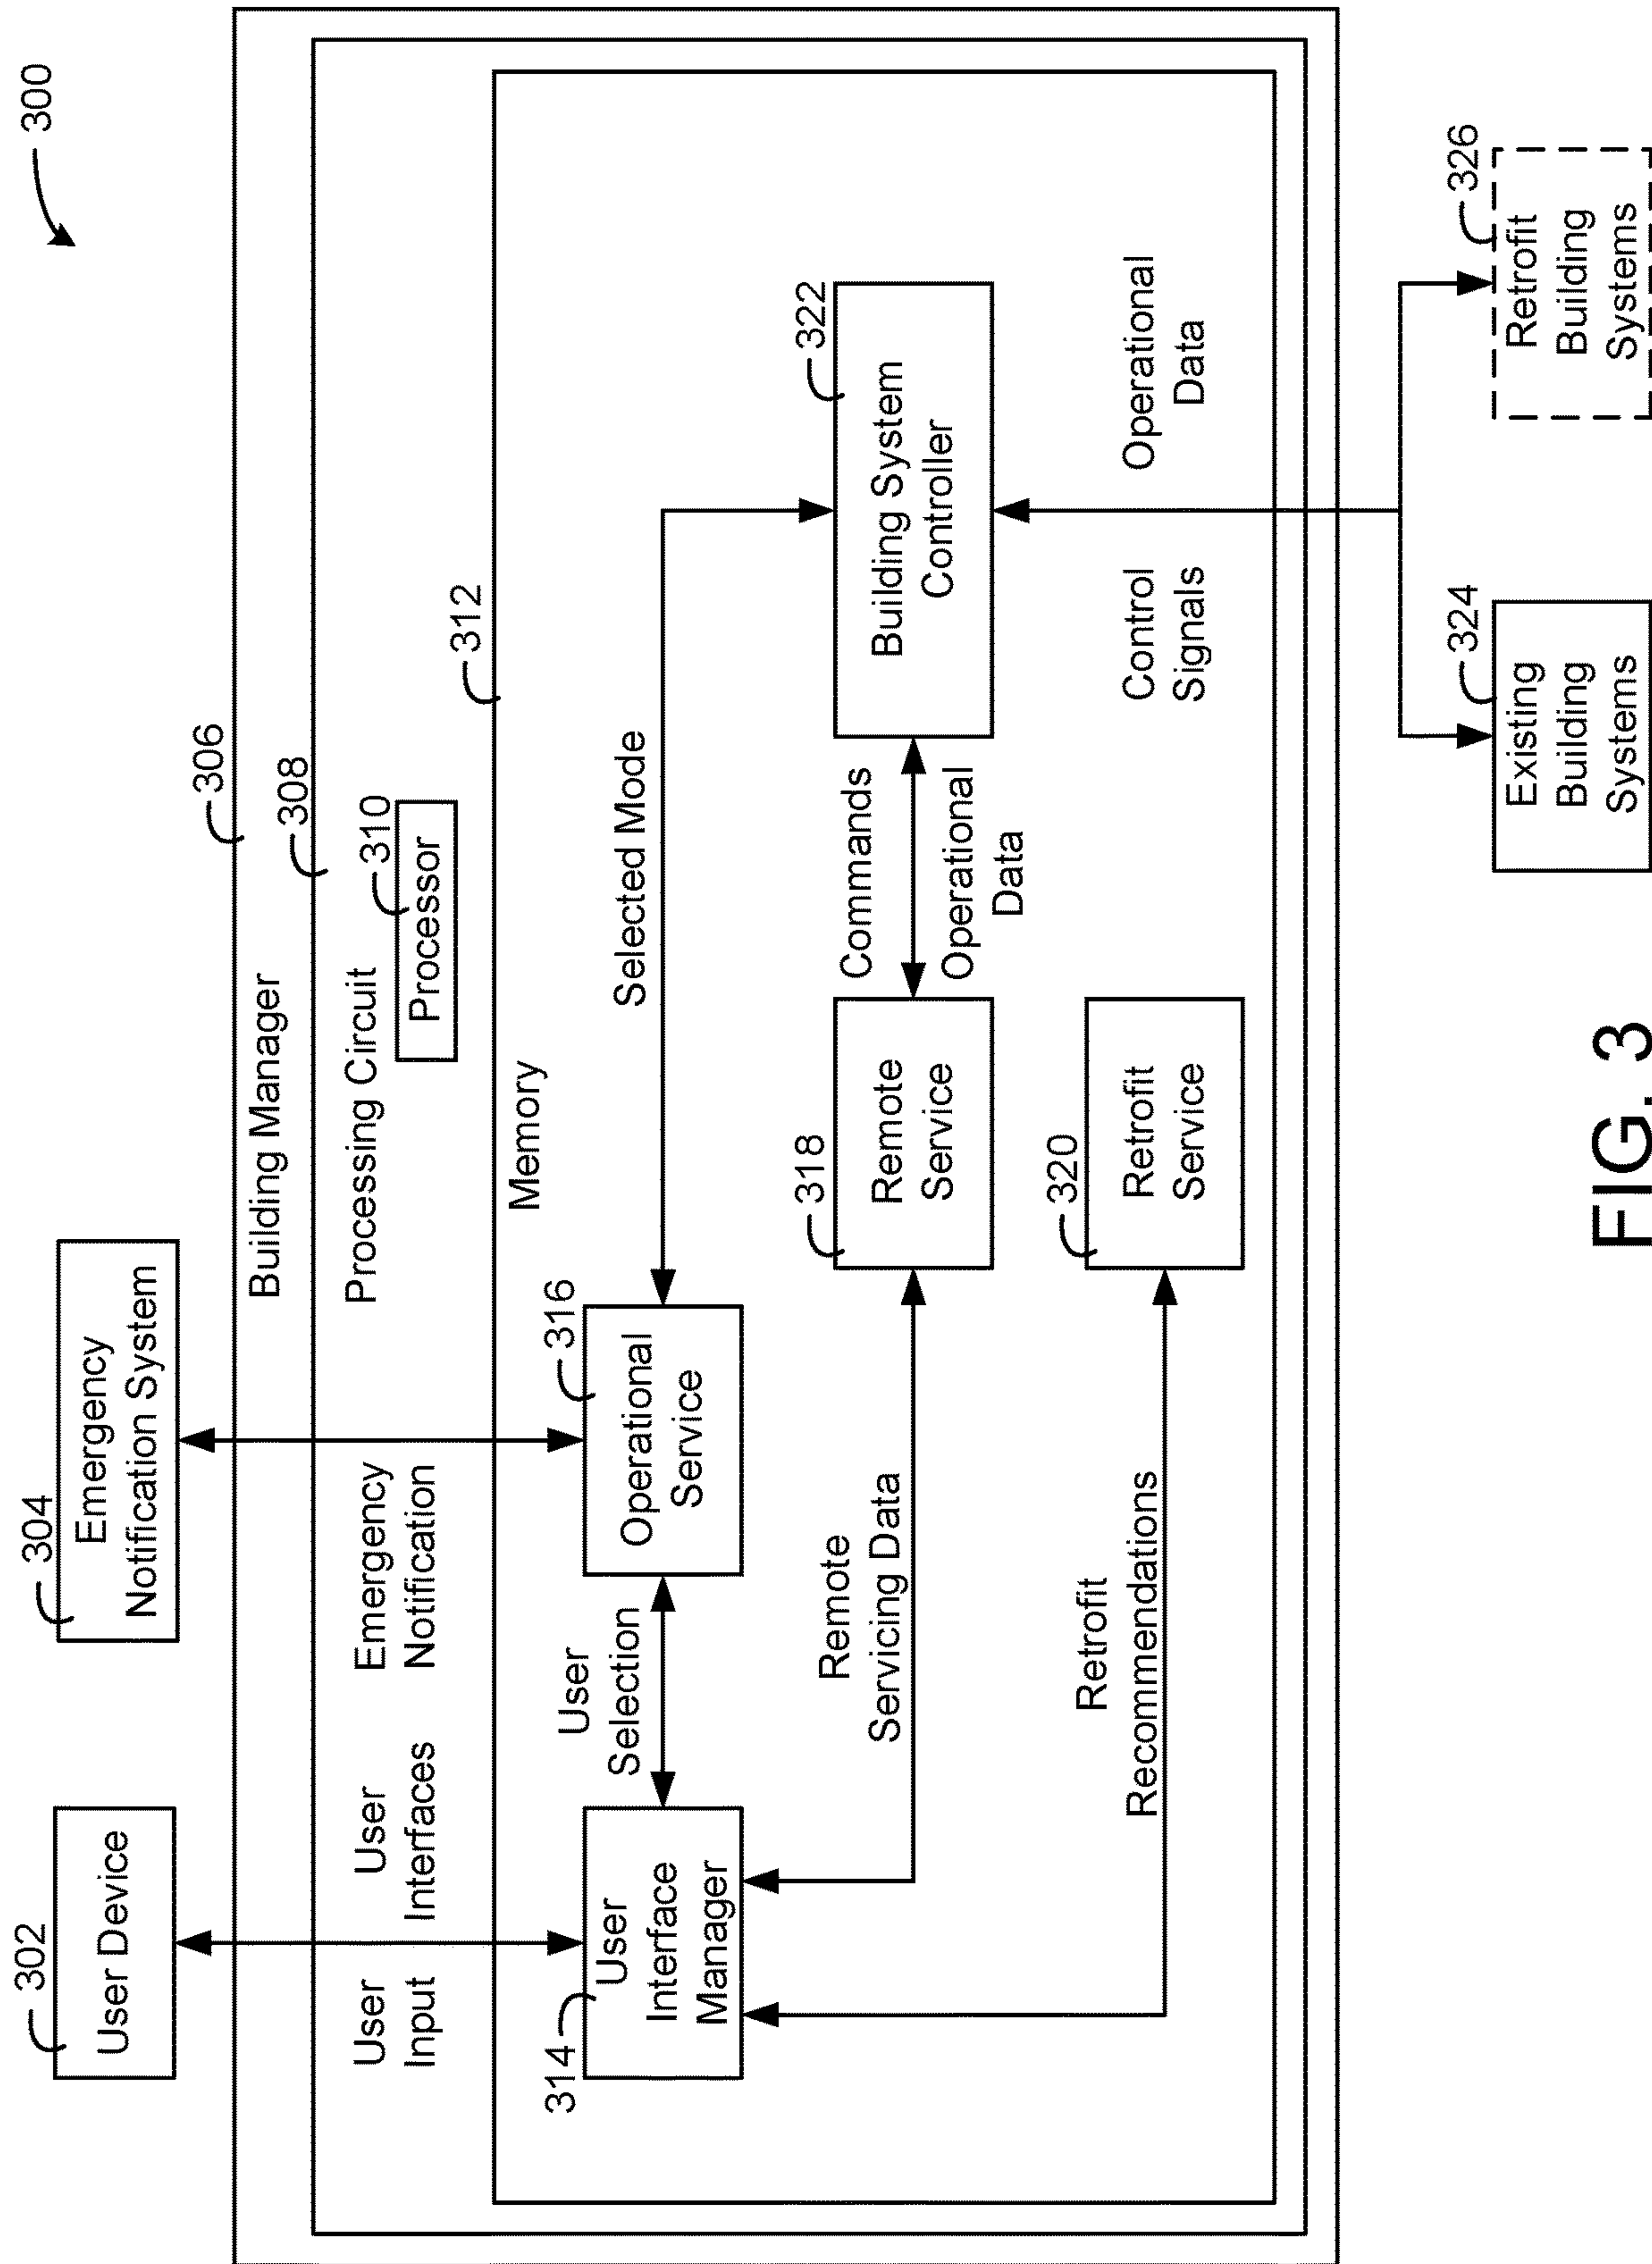 300
302
User Device
304
Emergency
Notification System
306
Building Manager
308
Processing Circuit
310
Processor
User
Input
User
Interfaces
Emergency
Notification
312
Memory
314
User
Interface
Manager
User
Selection
316
Operational
Service
Selected Mode
Remote
Servicing Data
318
Remote
Service
Commands
Operational
Data
322
Building System
Controller
Retrofit
Recommendations
320
Retrofit
Service
Control
Signals
Operational
Data
324
Existing
Building
Systems
326
Retrofit
Building
Systems
FIG. 3